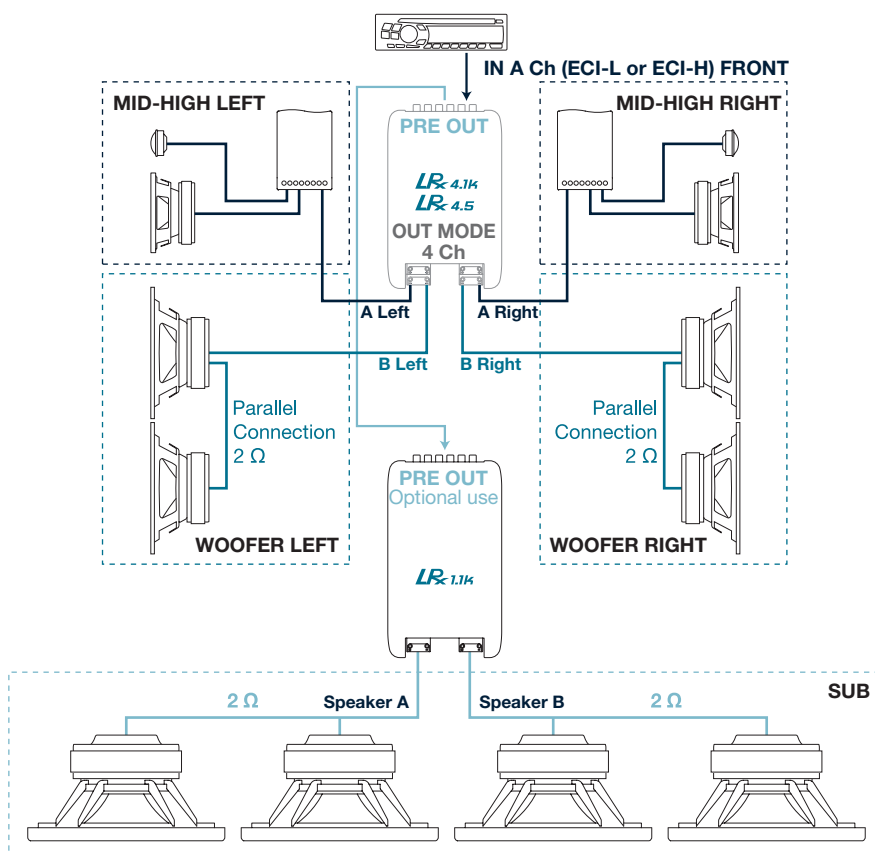 IN A Ch (ECI-L or ECI-H) FRONT
MID-HIGH LEFT
MID-HIGH RIGHT
PRE OUT
LRx 4.1k
LRx 4.5
OUT MODE
4 Ch
A Left
A Right
B Left
B Right
Parallel
Connection
2 Ω
Parallel
Connection
2 Ω
WOOFER LEFT
WOOFER RIGHT
PRE OUT
Optional use
LRx 1.1k
SUB
2 Ω
Speaker A
Speaker B
2 Ω